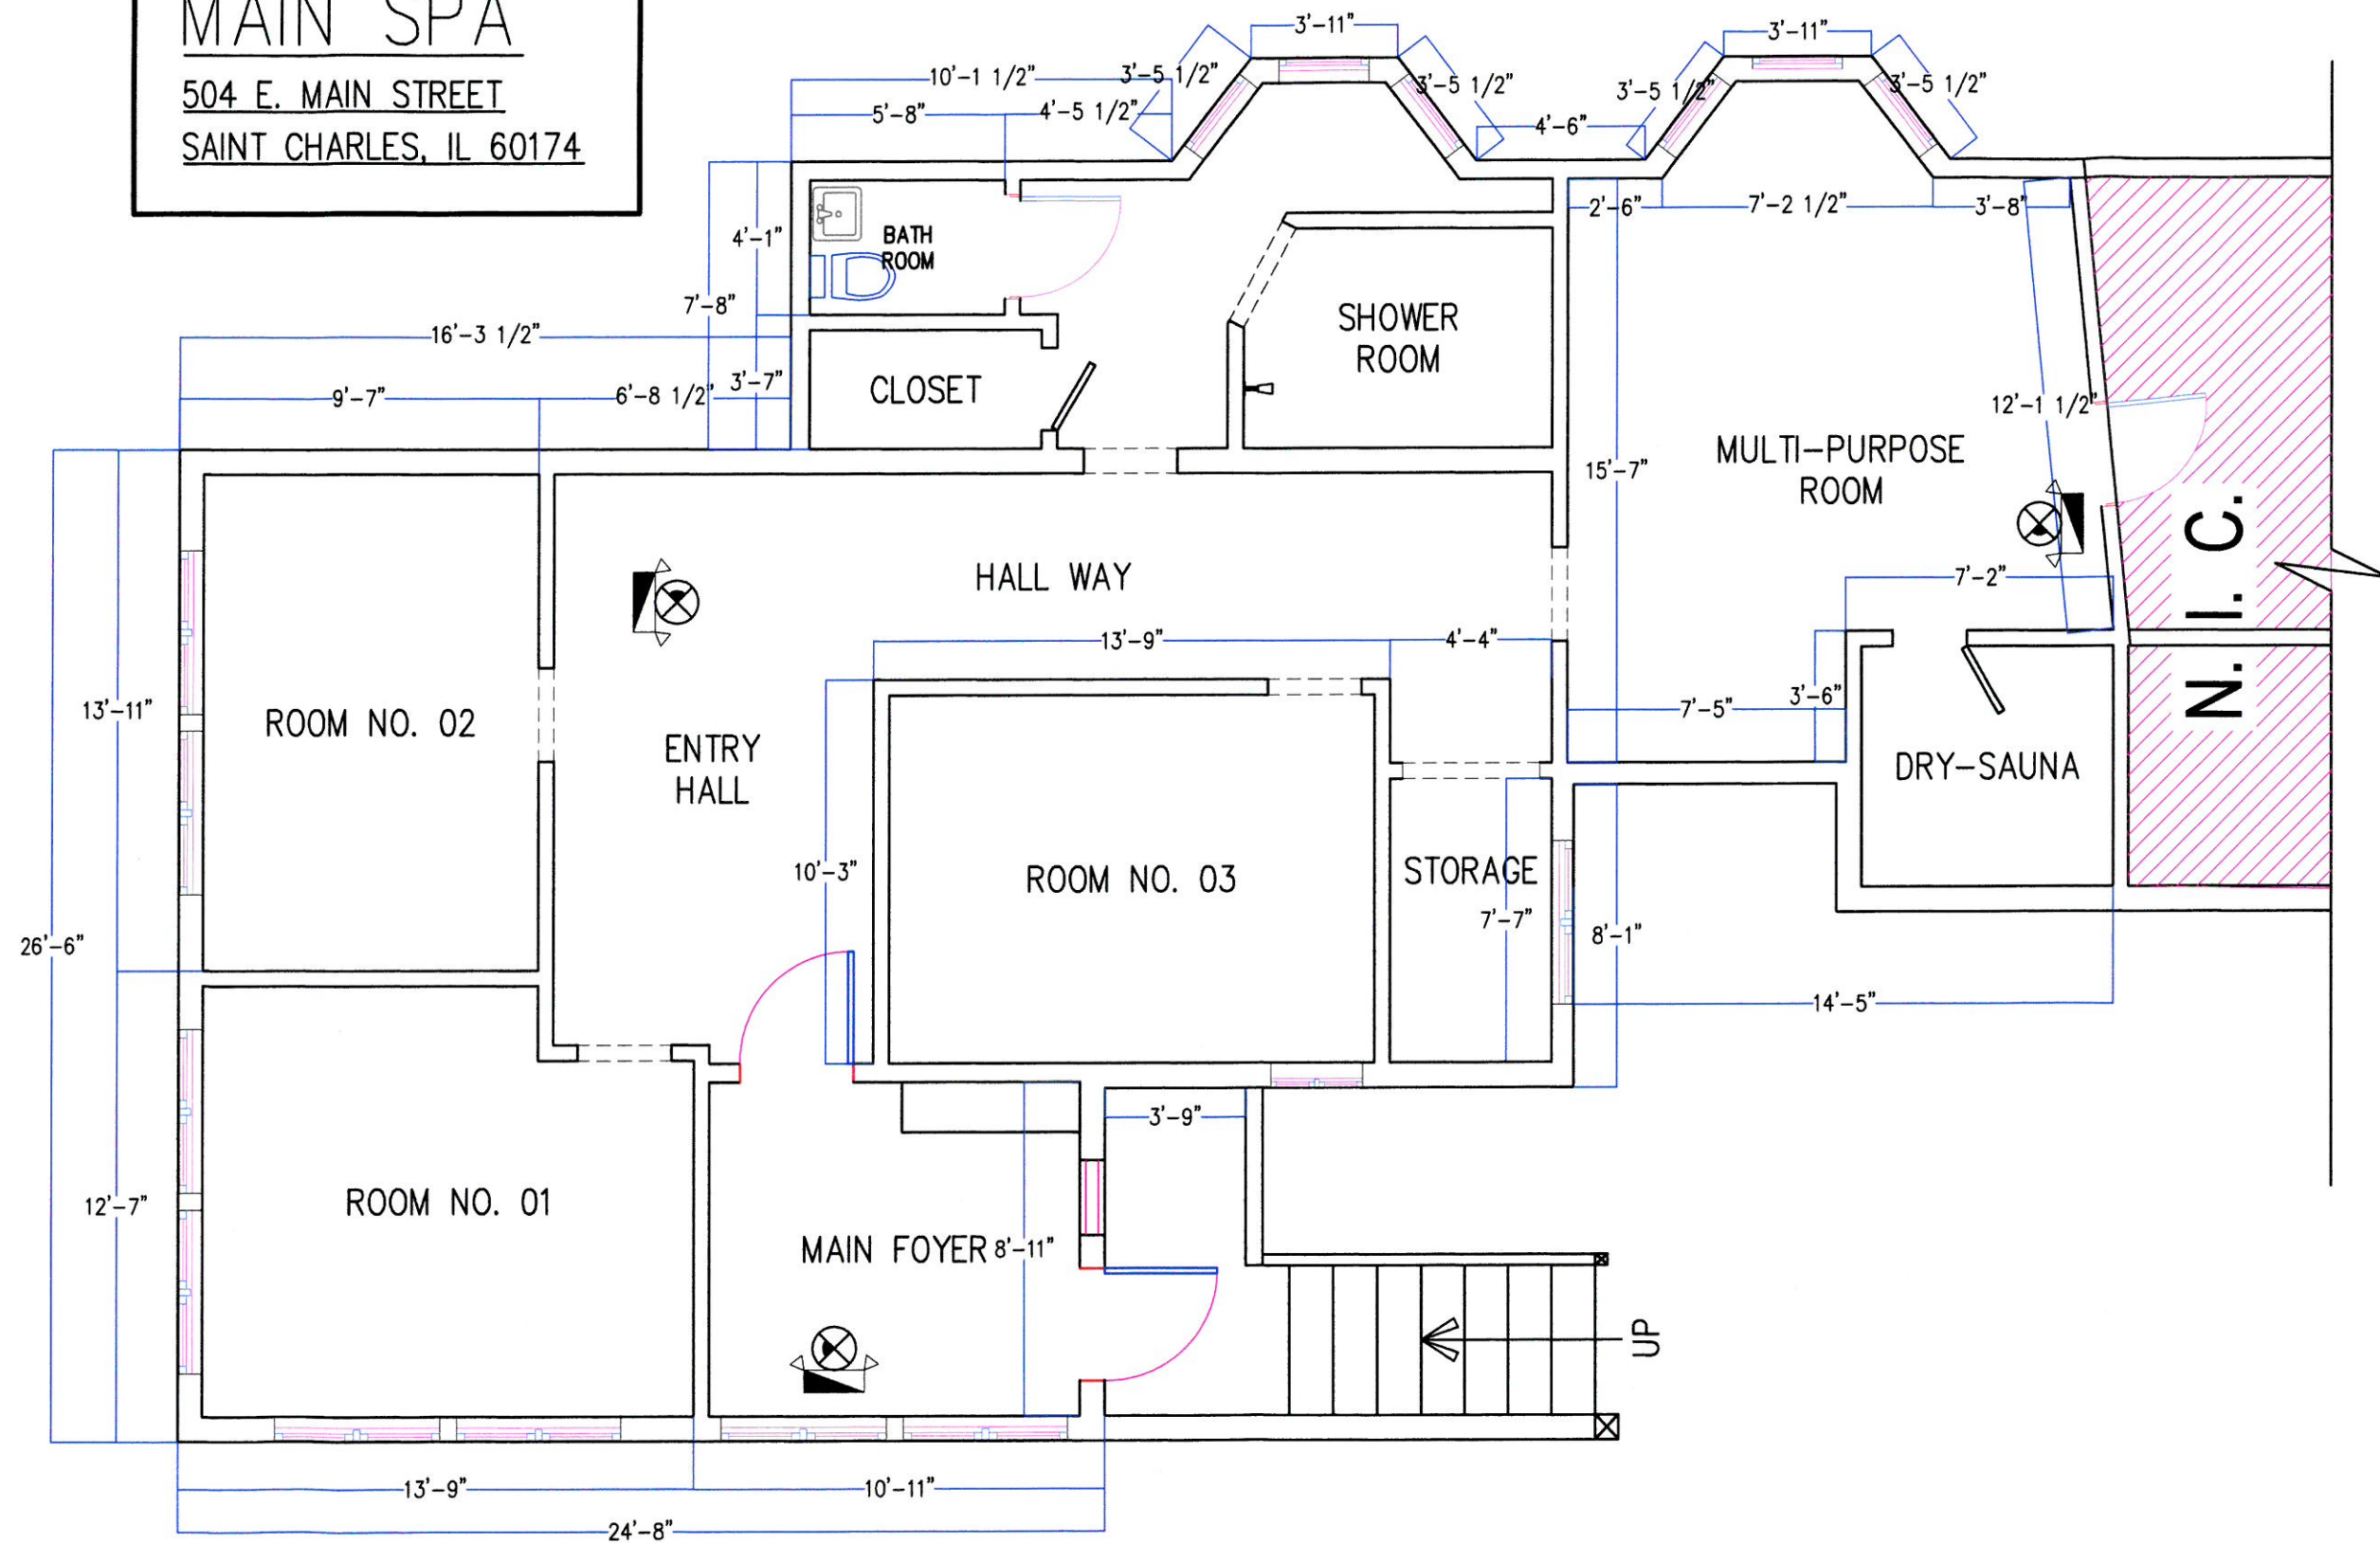 MAIN SPA
504 E. MAIN STREET
SAINT CHARLES, IL 60174
3'-11"
3'-11"
10'-1 1/2"
3'-5 1/2"
3'-5 1/2"
3'-5 1/2"
3'-5 1/2"
5'-8"
4'-5 1/2"
4'-6"
2'-6"
7'-2 1/2"
3'-8"
4'-1"
BATH
ROOM
7'-8"
SHOWER
ROOM
16'-3 1/2"
9'-7"
6'-8 1/2"
3'-7"
CLOSET
12'-1 1/2"
MULTI-PURPOSE
ROOM
15'-7"
N. I. C.
HALL WAY
7'-2"
13'-9"
4'-4"
13'-11"
ROOM NO. 02
ENTRY
HALL
7'-5"
3'-6"
DRY-SAUNA
10'-3"
ROOM NO. 03
STORAGE
7'-7"
8'-1"
26'-6"
14'-5"
3'-9"
12'-7"
ROOM NO. 01
MAIN FOYER
8'-11"
UP
13'-9"
10'-11"
24'-8"